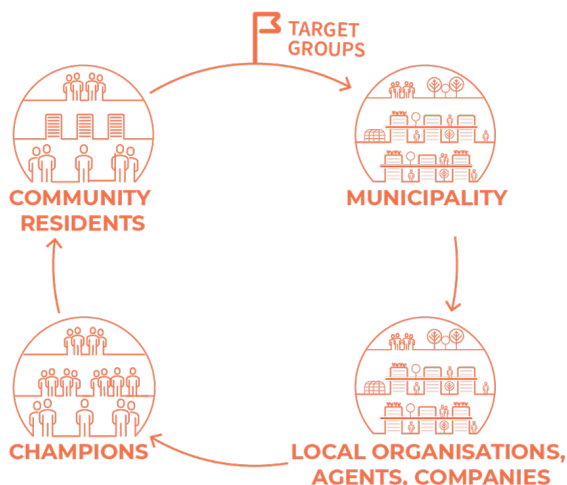 TARGET
GROUPS
COMMUNITY
RESIDENTS
MUNICIPALITY
CHAMPIONS
LOCAL ORGANISATIONS,
AGENTS, COMPANIES